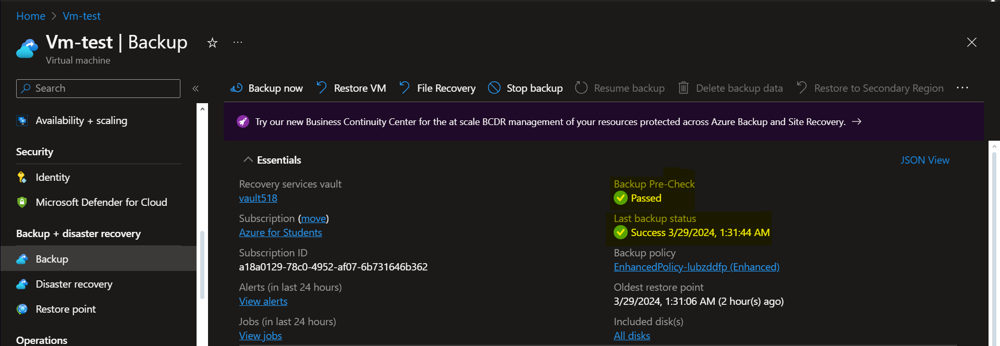 Home > Vm-test
Vm-test | Backup
Virtual machine
Search
Backup now
Restore VM
File Recovery
Stop backup
Resume backup
Delete backup data
Restore to Secondary Region
Availability + scaling
Security
Identity
Microsoft Defender for Cloud
Backup + disaster recovery
Backup
Disaster recovery
Restore point
Operations
Try our new Business Continuity Center for the at scale BCDR management of your resources protected across Azure Backup and Site Recovery. →
Essentials
JSON View
Recovery services vault
vault518
Subscription (move)
Azure for Students
Subscription ID
a18a0129-78c0-4952-af07-6b731646b362
Alerts (in last 24 hours)
View alerts
Jobs (in last 24 hours)
View jobs
Backup Pre-Check
Passed
Last backup status
Success 3/29/2024, 1:31:44 AM
Backup policy
EnhancedPolicy-lubzddfp (Enhanced)
Oldest restore point
3/29/2024, 1:31:06 AM (2 hour(s) ago)
Included disk(s)
All disks